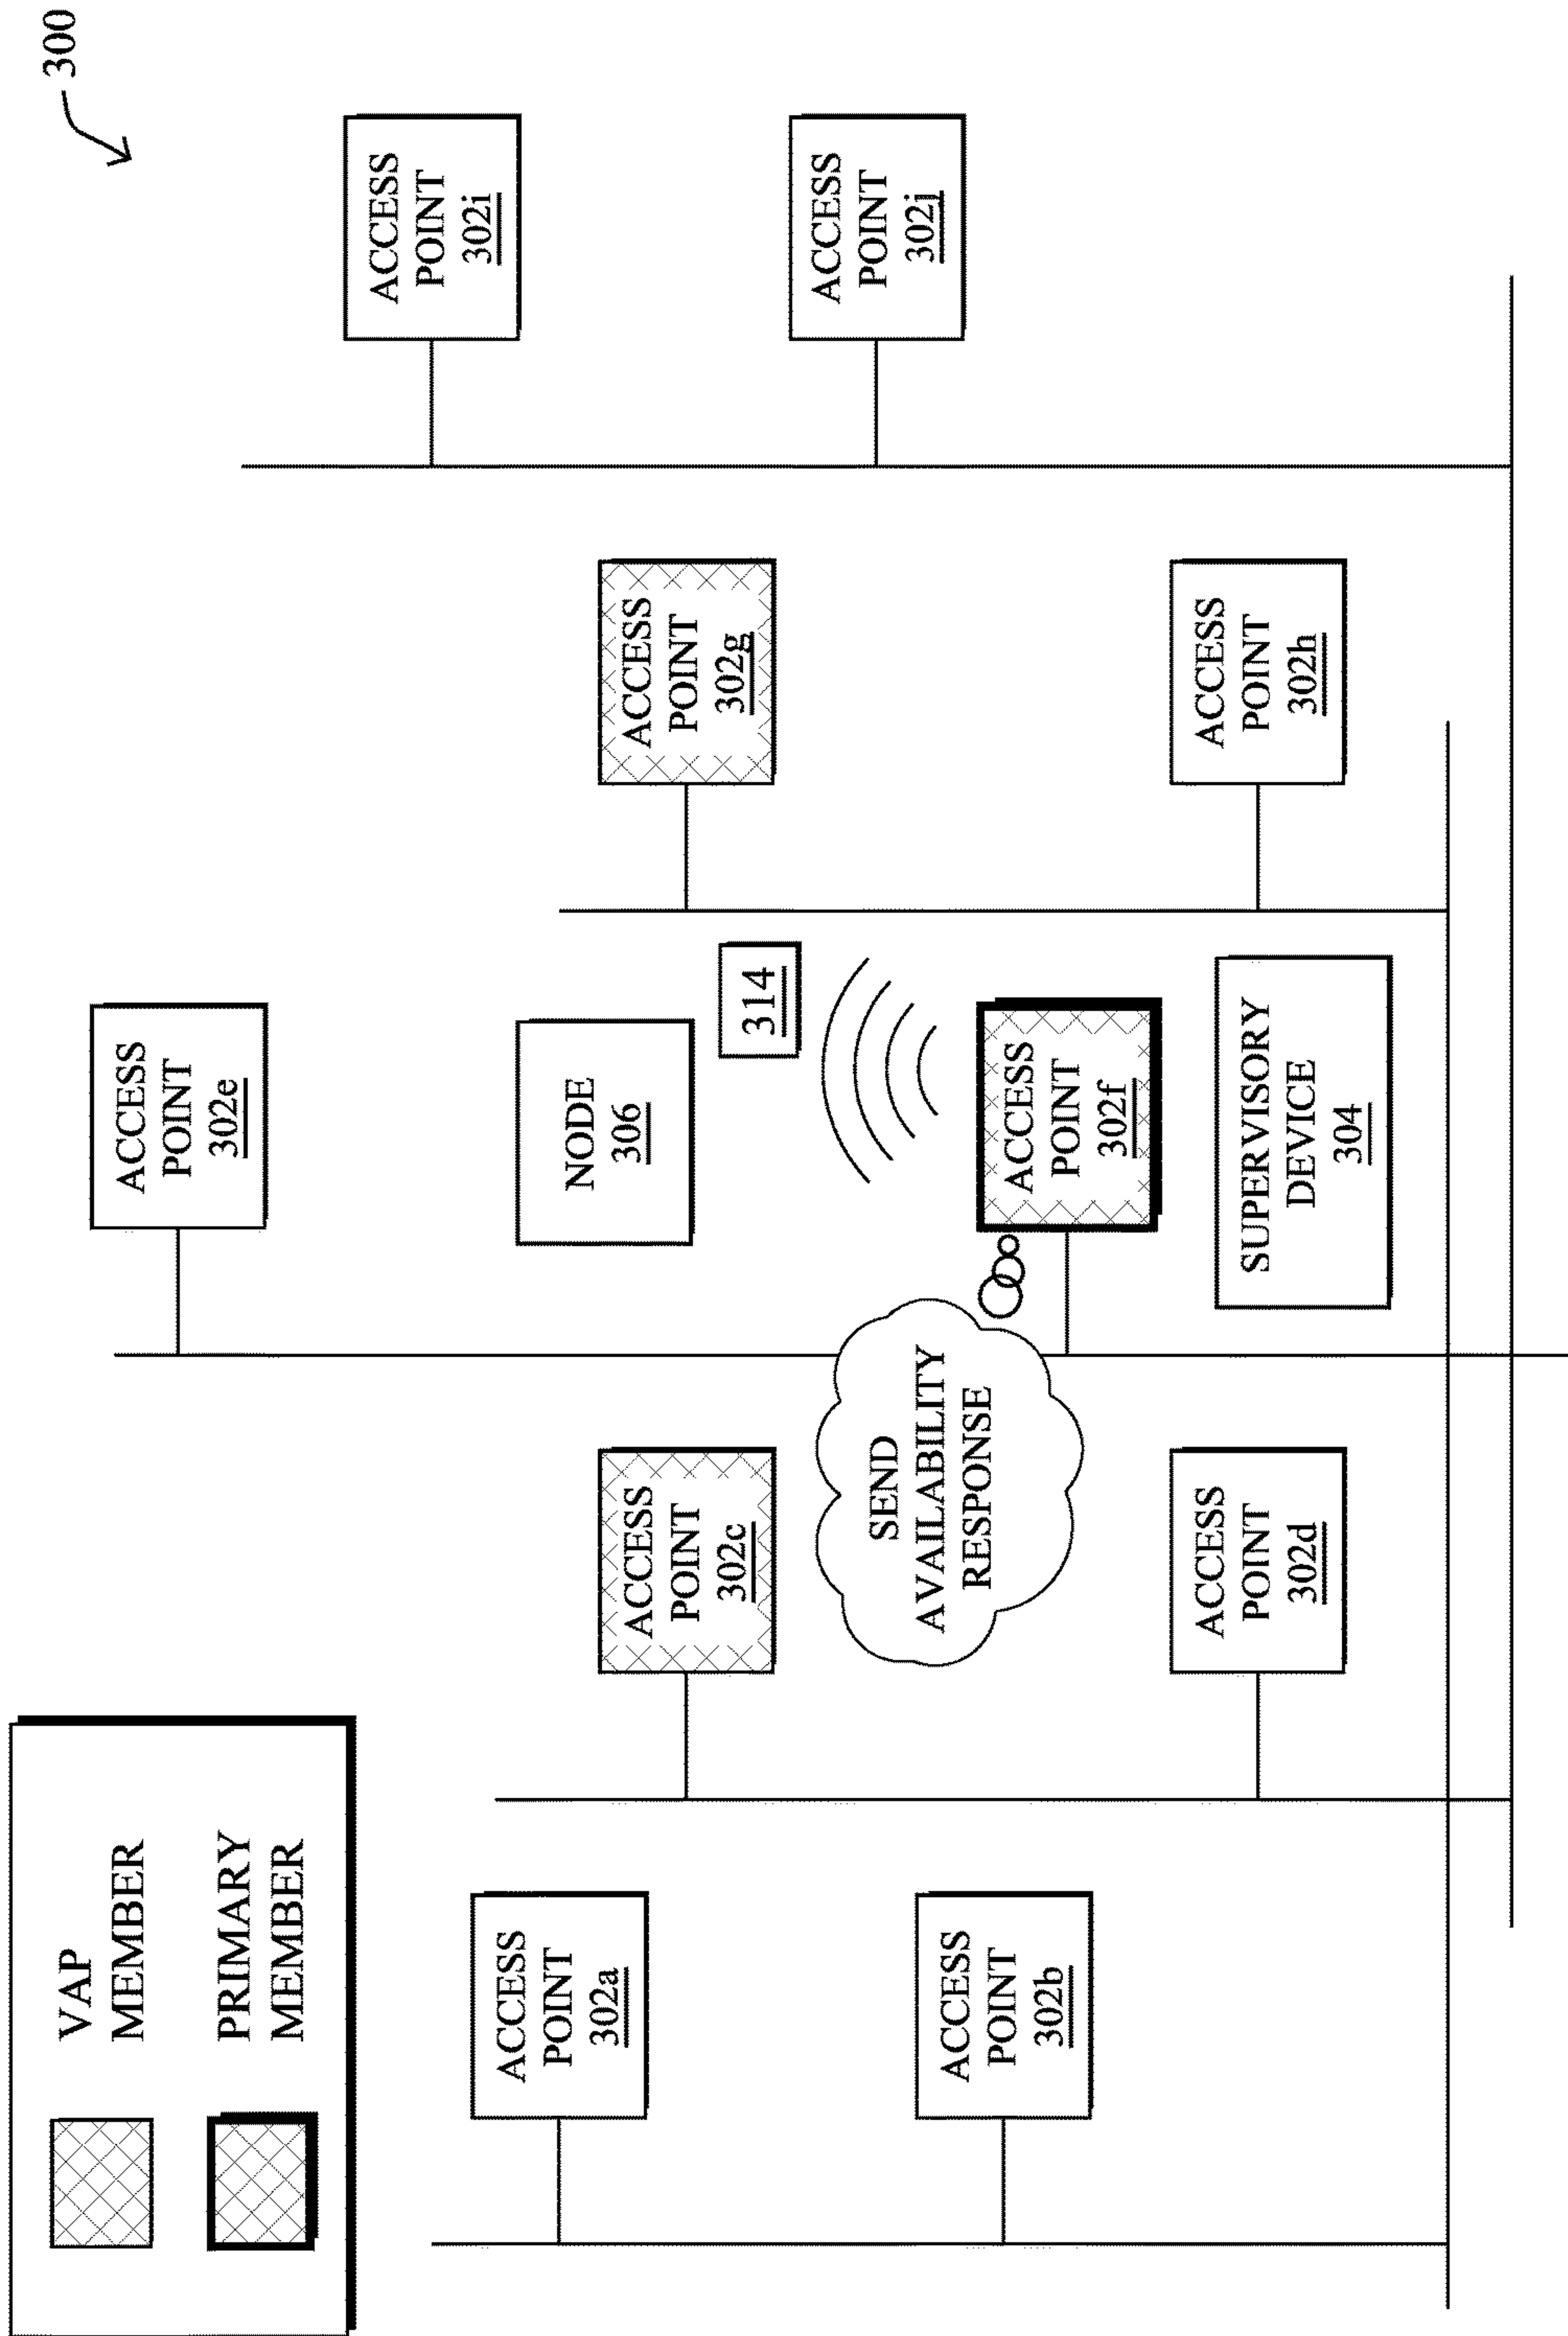 300
VAP
MEMBER
PRIMARY
MEMBER
ACCESS
POINT
302e
ACCESS
POINT
302i
ACCESS
POINT
302a
NODE
306
ACCESS
POINT
302c
ACCESS
POINT
302g
314
ACCESS
POINT
302j
SEND
AVAILABILITY
RESPONSE
ACCESS
POINT
302b
ACCESS
POINT
302f
ACCESS
POINT
302d
ACCESS
POINT
302h
SUPERVISORY
DEVICE
304